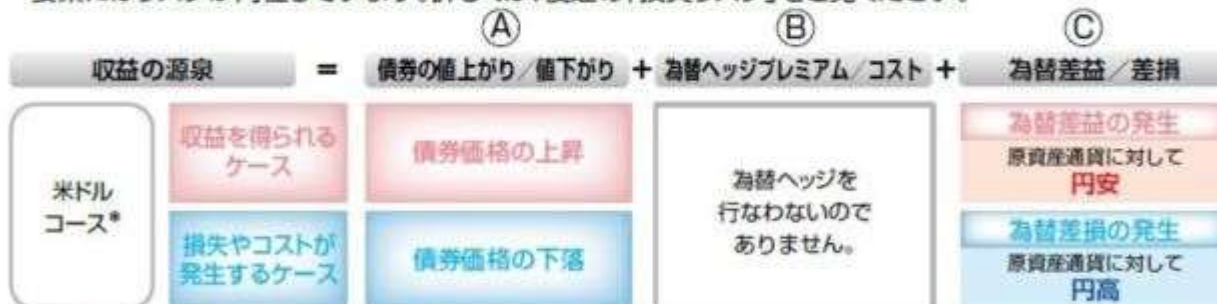 Ⓐ Ⓑ Ⓒ
収益の源泉 = 債券の値上がり/値下がり + 為替ヘッジプレミアム/コスト + 為替差益/差損
米ドル
コース*
収益を得られる
ケース
債券価格の上昇
損失やコストが
発生するケース
債券価格の下落
為替ヘッジを
行なわないので
ありません。
為替差益の発生
原資産通貨に対して
円安
為替差損の発生
原資産通貨に対して
円高